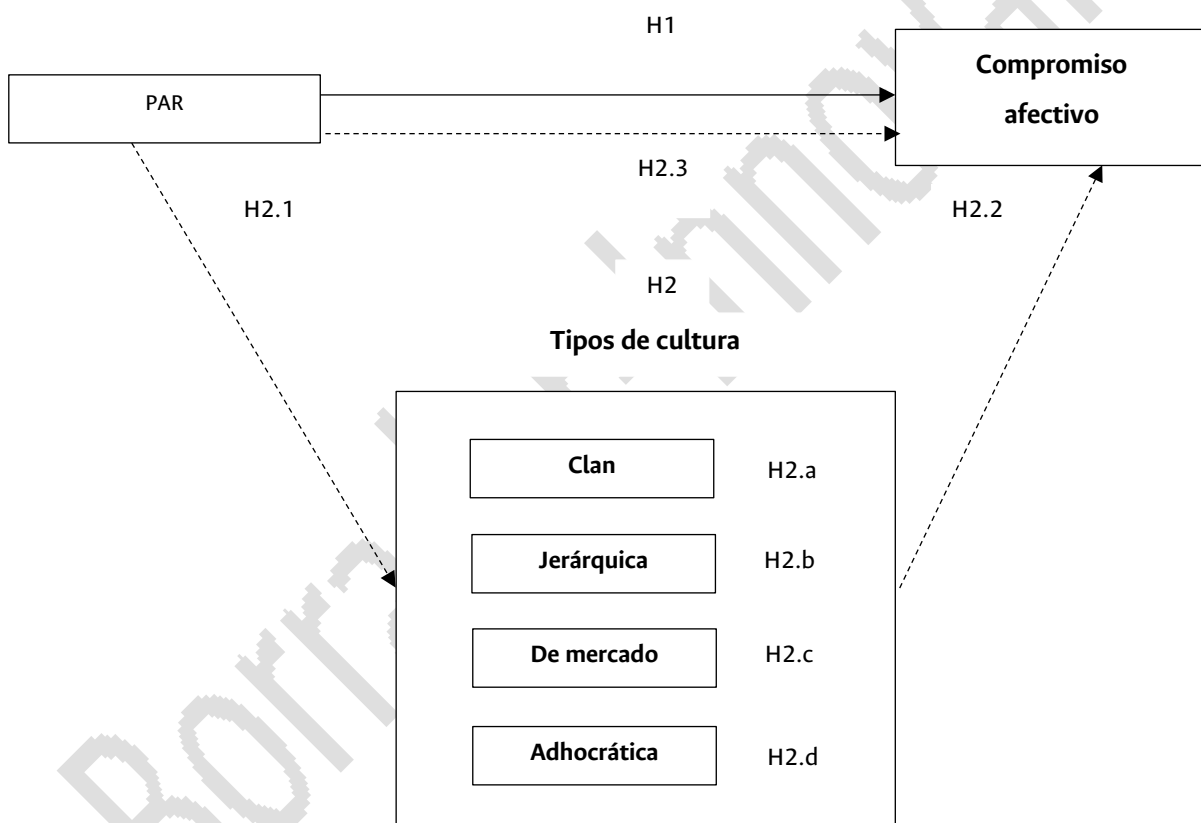 H1
Compromiso
afectivo
PAR
H2.3
H2.1
H2.2
H2
Tipos de cultura
Clan
H2.a
Jerárquica
H2.b
De mercado
H2.c
Adhocrática
H2.d